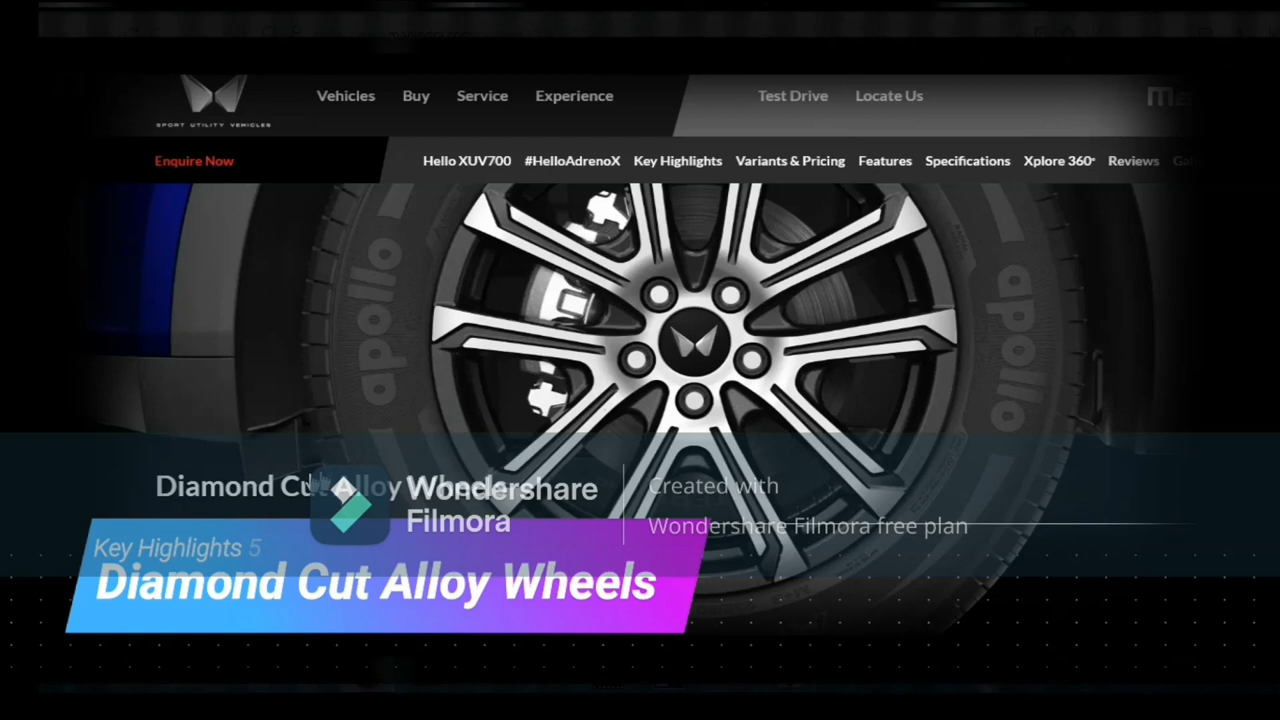 SPORT UTILITY VEHICLES
Vehicles Buy Service Experience Test Drive Locate Us
Enquire Now Hello XUV700 #HelloAdrenoX Key Highlights Variants & Pricing Features Specifications Xplore 360° Reviews
apollo apollo
Diamond Cut Alloy Wheels
Wondershare
Filmora
Created with
Wondershare Filmora free plan
Key Highlights 5
Diamond Cut Alloy Wheels